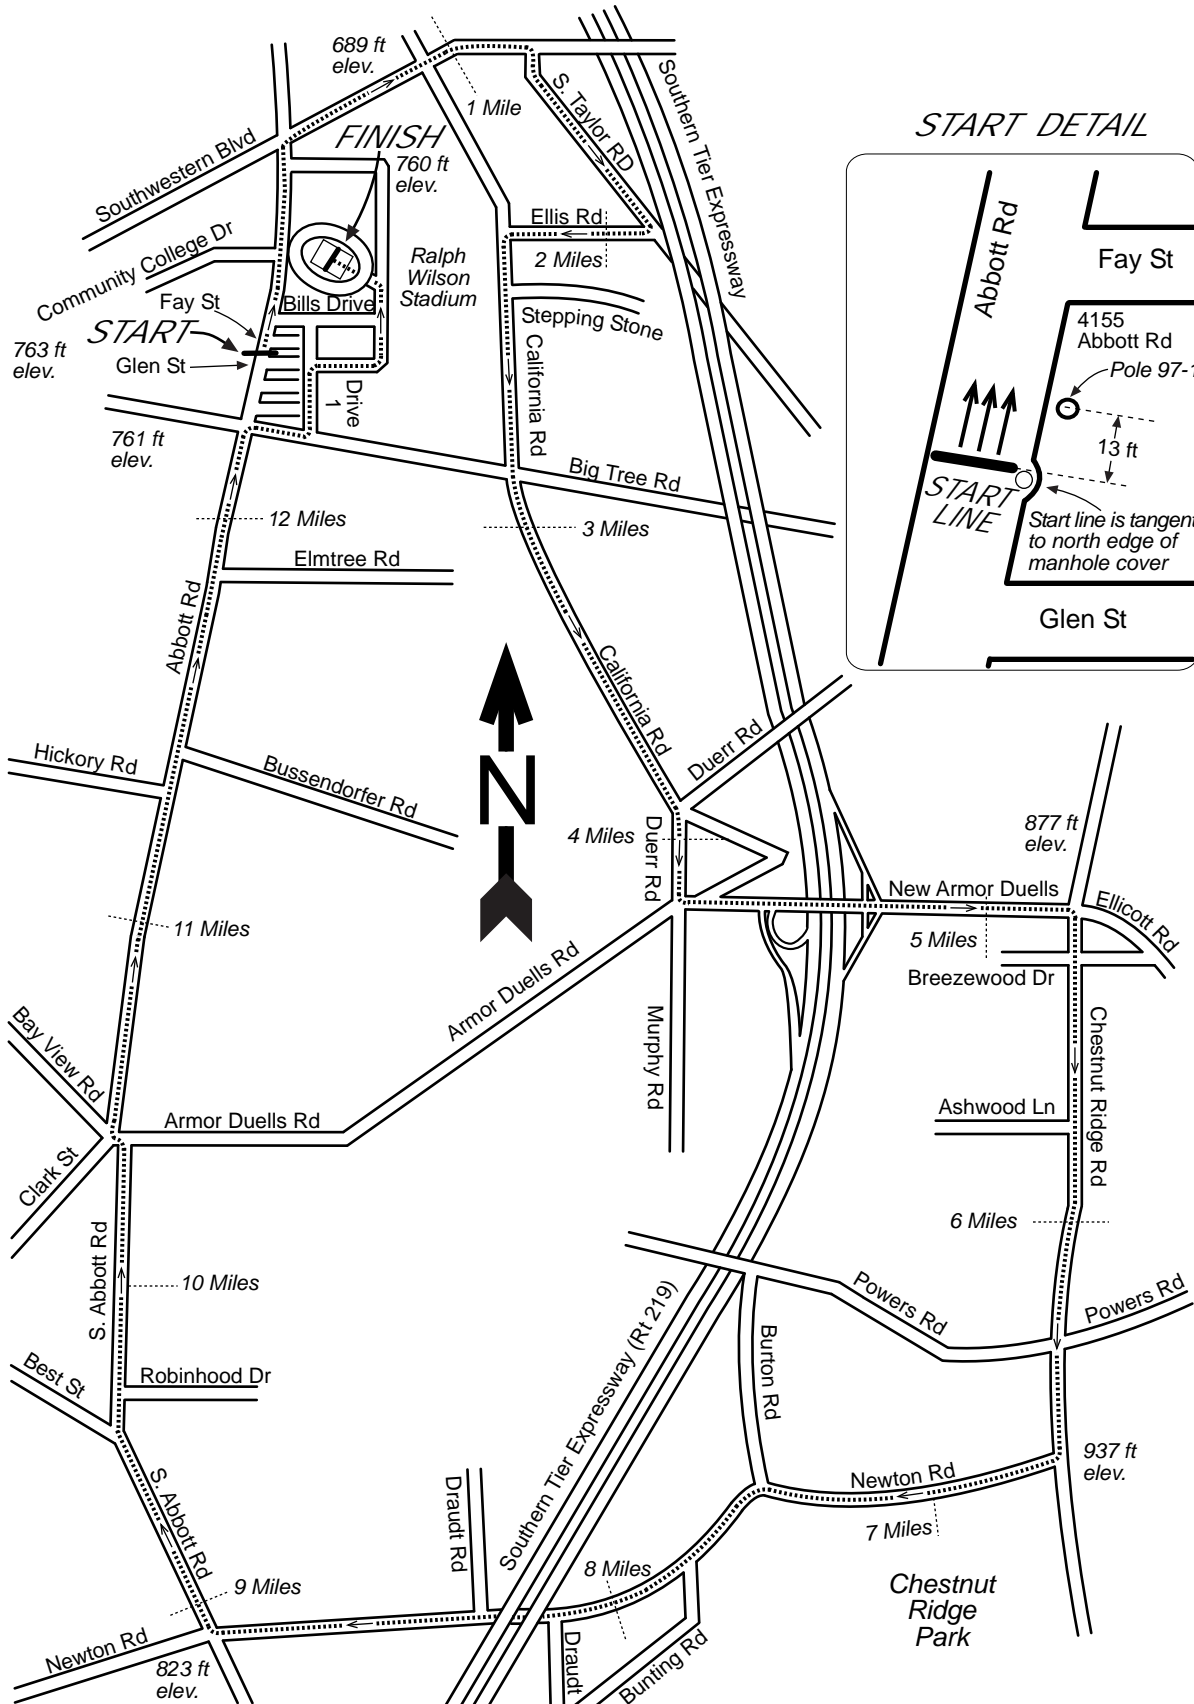 689 ft
elev.
1 Mile
S. Taylor RD
Southern Tier Expressway
START DETAIL
Southwestern Blvd
FINISH
760 ft
elev.
Abbott Rd
Fay St
Community College Dr
Ellis Rd
2 Miles
Ralph
Wilson
Stadium
Fay St
Bills Drive
Stepping Stone
START
763 ft
elev.
Glen St
California Rd
Drive 1
4155
Abbott Rd
Pole 97-1
13 ft
START
LINE
Start line is tangent
to north edge of
manhole cover
Glen St
761 ft
elev.
Big Tree Rd
12 Miles
3 Miles
Elmtree Rd
Abbott Rd
California Rd
N
Duerr Rd
Hickory Rd
Bussendorfer Rd
4 Miles
Duerr Rd
877 ft
elev.
New Armor Duells
Ellicott Rd
5 Miles
Breezewood Dr
11 Miles
Armor Duells Rd
Murphy Rd
Chestnut Ridge Rd
Bay View Rd
Armor Duells Rd
Ashwood Ln
Clark St
6 Miles
S. Abbott Rd
10 Miles
Southern Tier Expressway (Rt 219)
Powers Rd
Powers Rd
Burton Rd
Best St
Robinhood Dr
937 ft
elev.
Newton Rd
7 Miles
S. Abbott Rd
Draudt Rd
8 Miles
9 Miles
Chestnut
Ridge
Park
Newton Rd
823 ft
elev.
Draudt
Bunting Rd